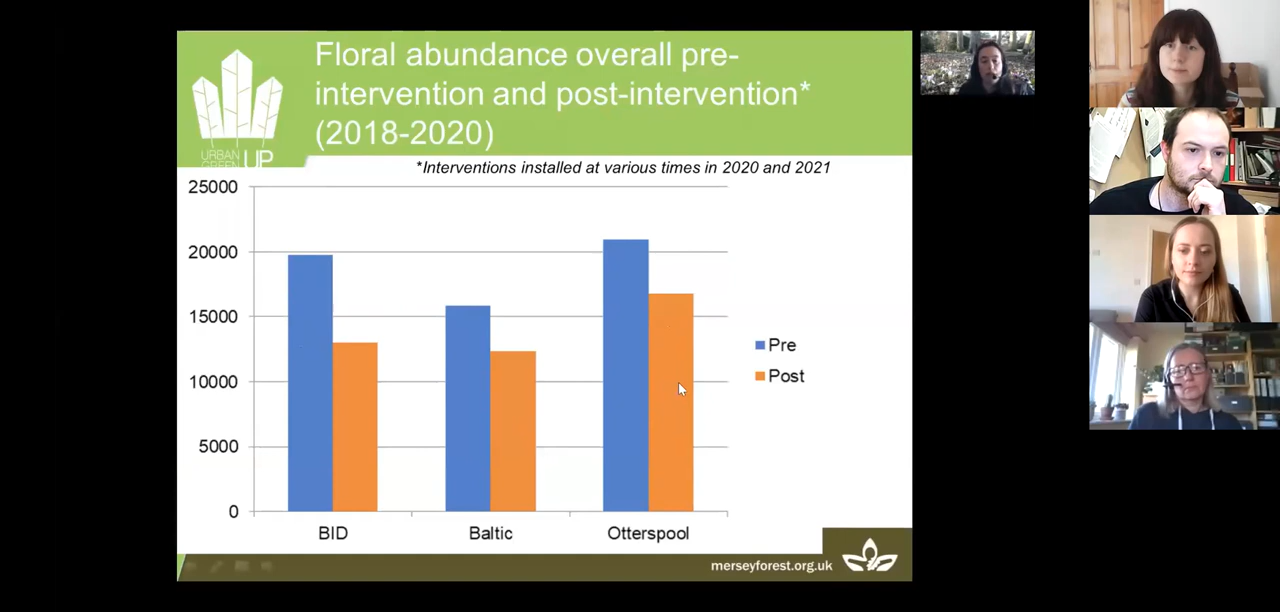 Floral abundance overall pre-
intervention and post-intervention*
(2018-2020)
URBAN
GREEN UP
*Interventions installed at various times in 2020 and 2021
25000
20000
15000
10000
5000
0
BID
Baltic
Otterspool
Pre
Post
merseyforest.org.uk